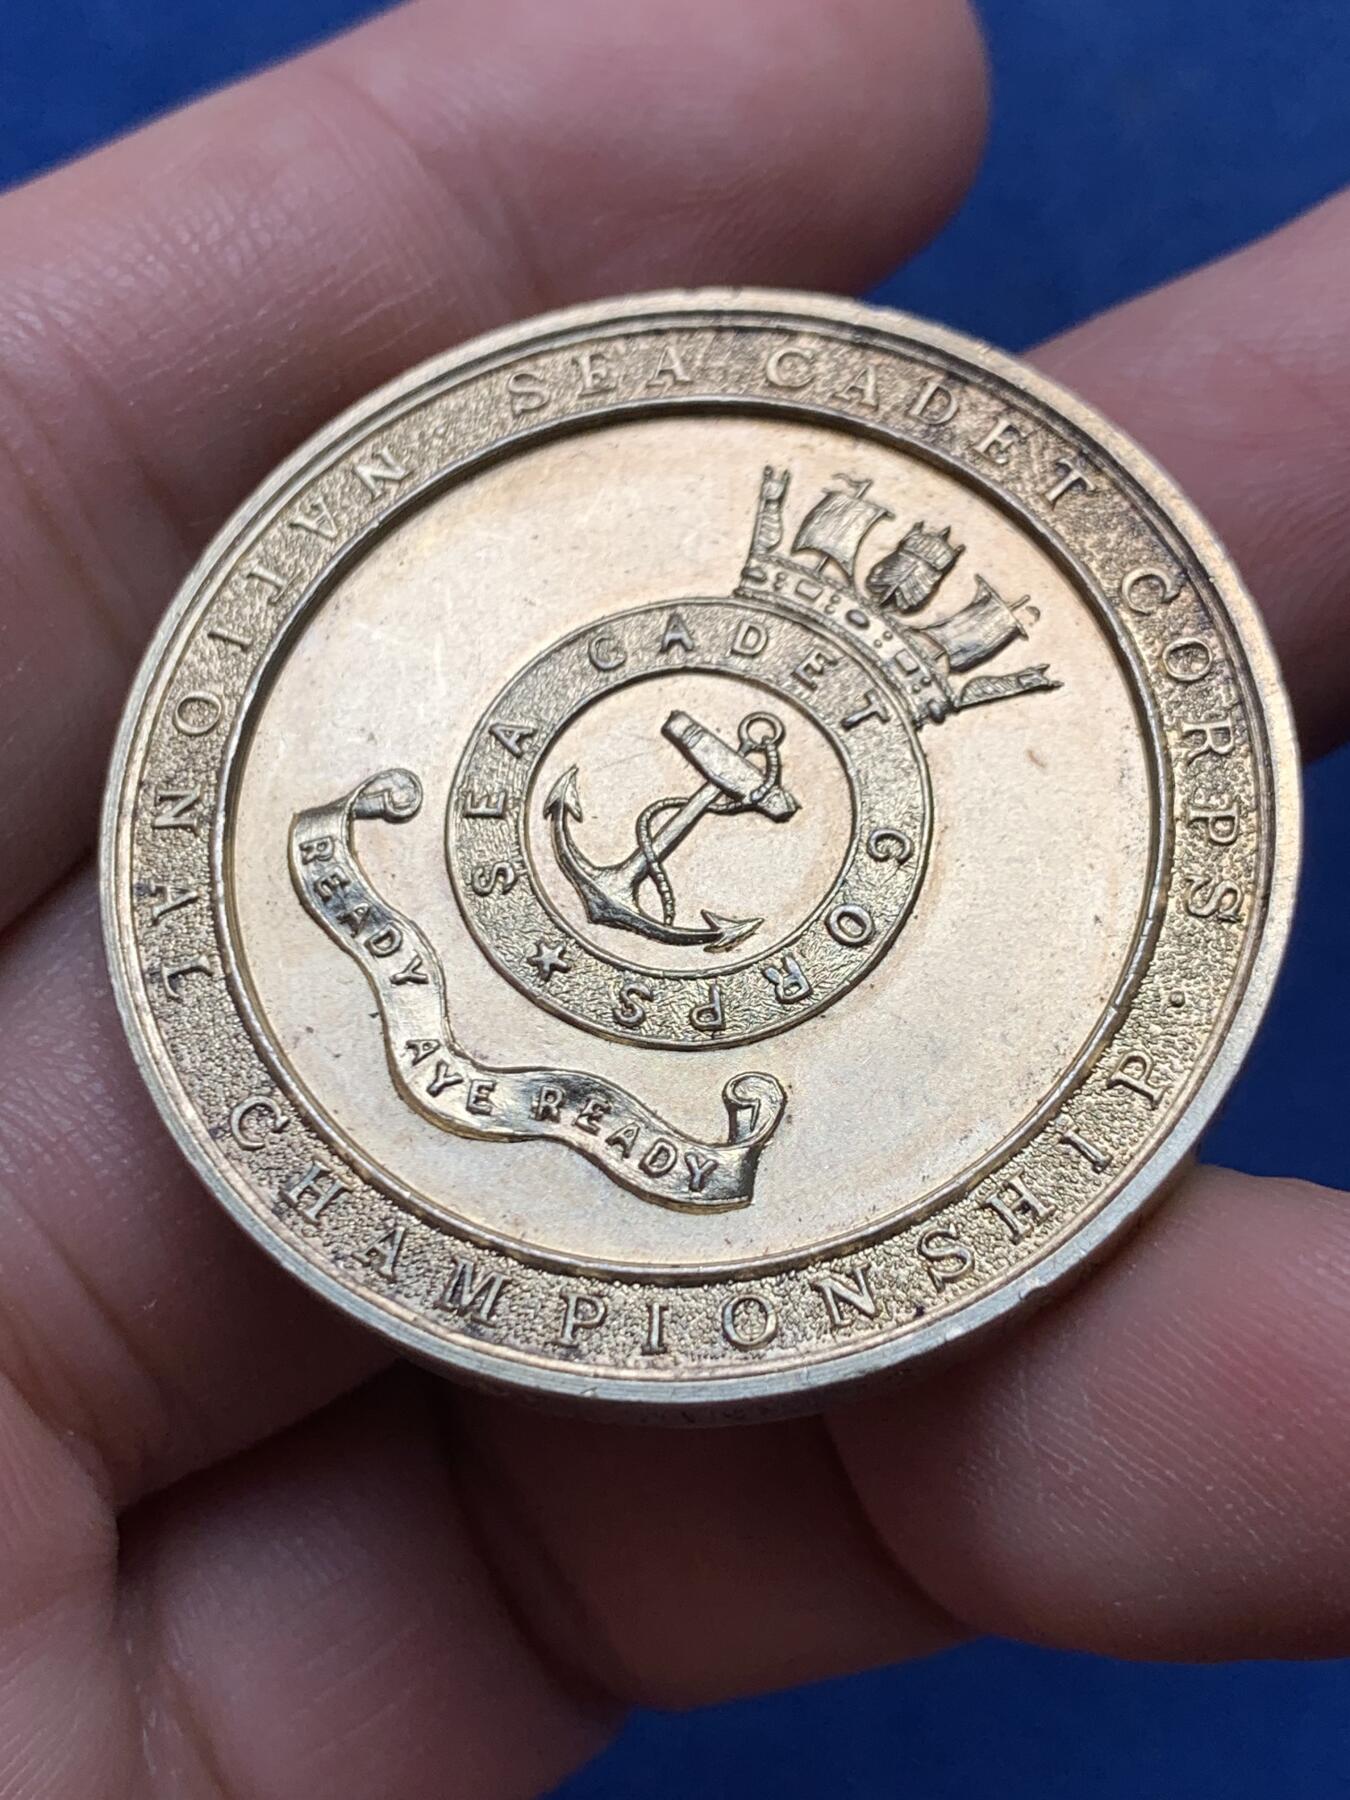 SEA CADET CORPS
NATIONAL CHAMPIONSHIP
SEA CADET CORPS
READY AYE READY